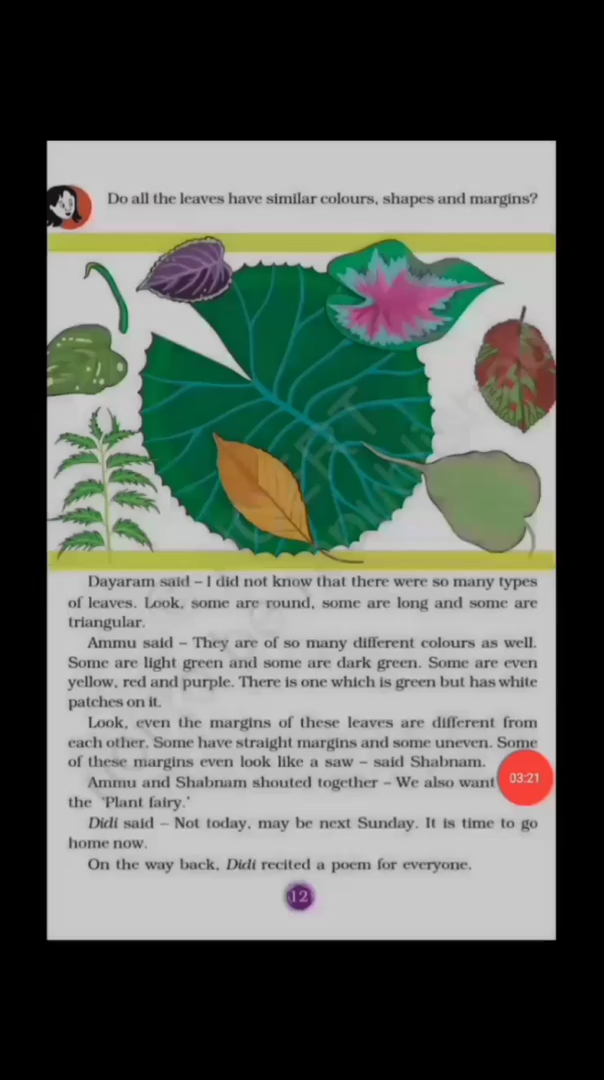 Do all the leaves have similar colours, shapes and margins?
Dayaram said – I did not know that there were so many types
of leaves. Look, some are round, some are long and some are
triangular.
Ammu said – They are of so many different colours as well.
Some are light green and some are dark green. Some are even
yellow, red and purple. There is one which is green but has white
patches on it.
Look, even the margins of these leaves are different from
each other. Some have straight margins and some uneven. Some
of these margins even look like a saw – said Shabnam.
Ammu and Shabnam shouted together – We also want
03:21
the 'Plant fairy.'
Didi said – Not today, may be next Sunday. It is time to go
home now.
On the way back, Didi recited a poem for everyone.
12